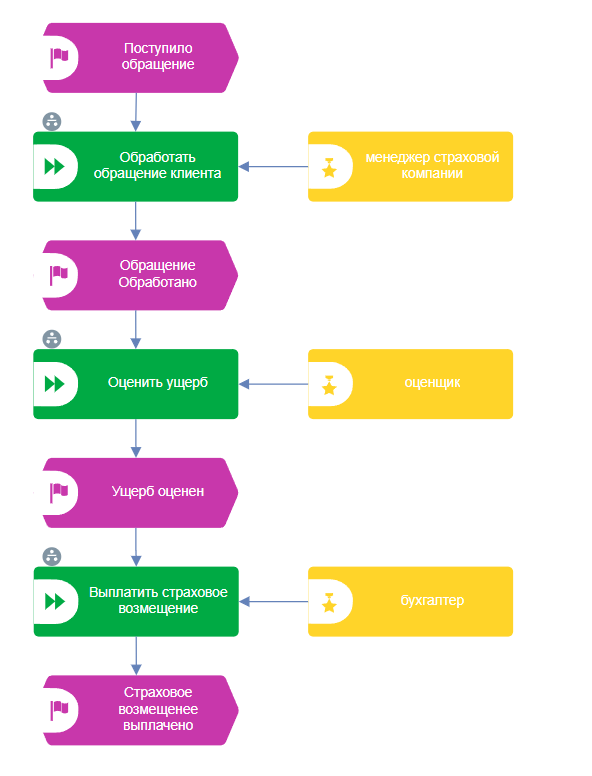 Поступило
обращение
Обработать
обращение клиента
менеджер страховой
компании
Обращение
Обработано
Оценить ущерб
оценщик
Ущерб оценен
Выплатить страховое
возмещение
бухгалтер
Страховое
возмещенее
выплачено